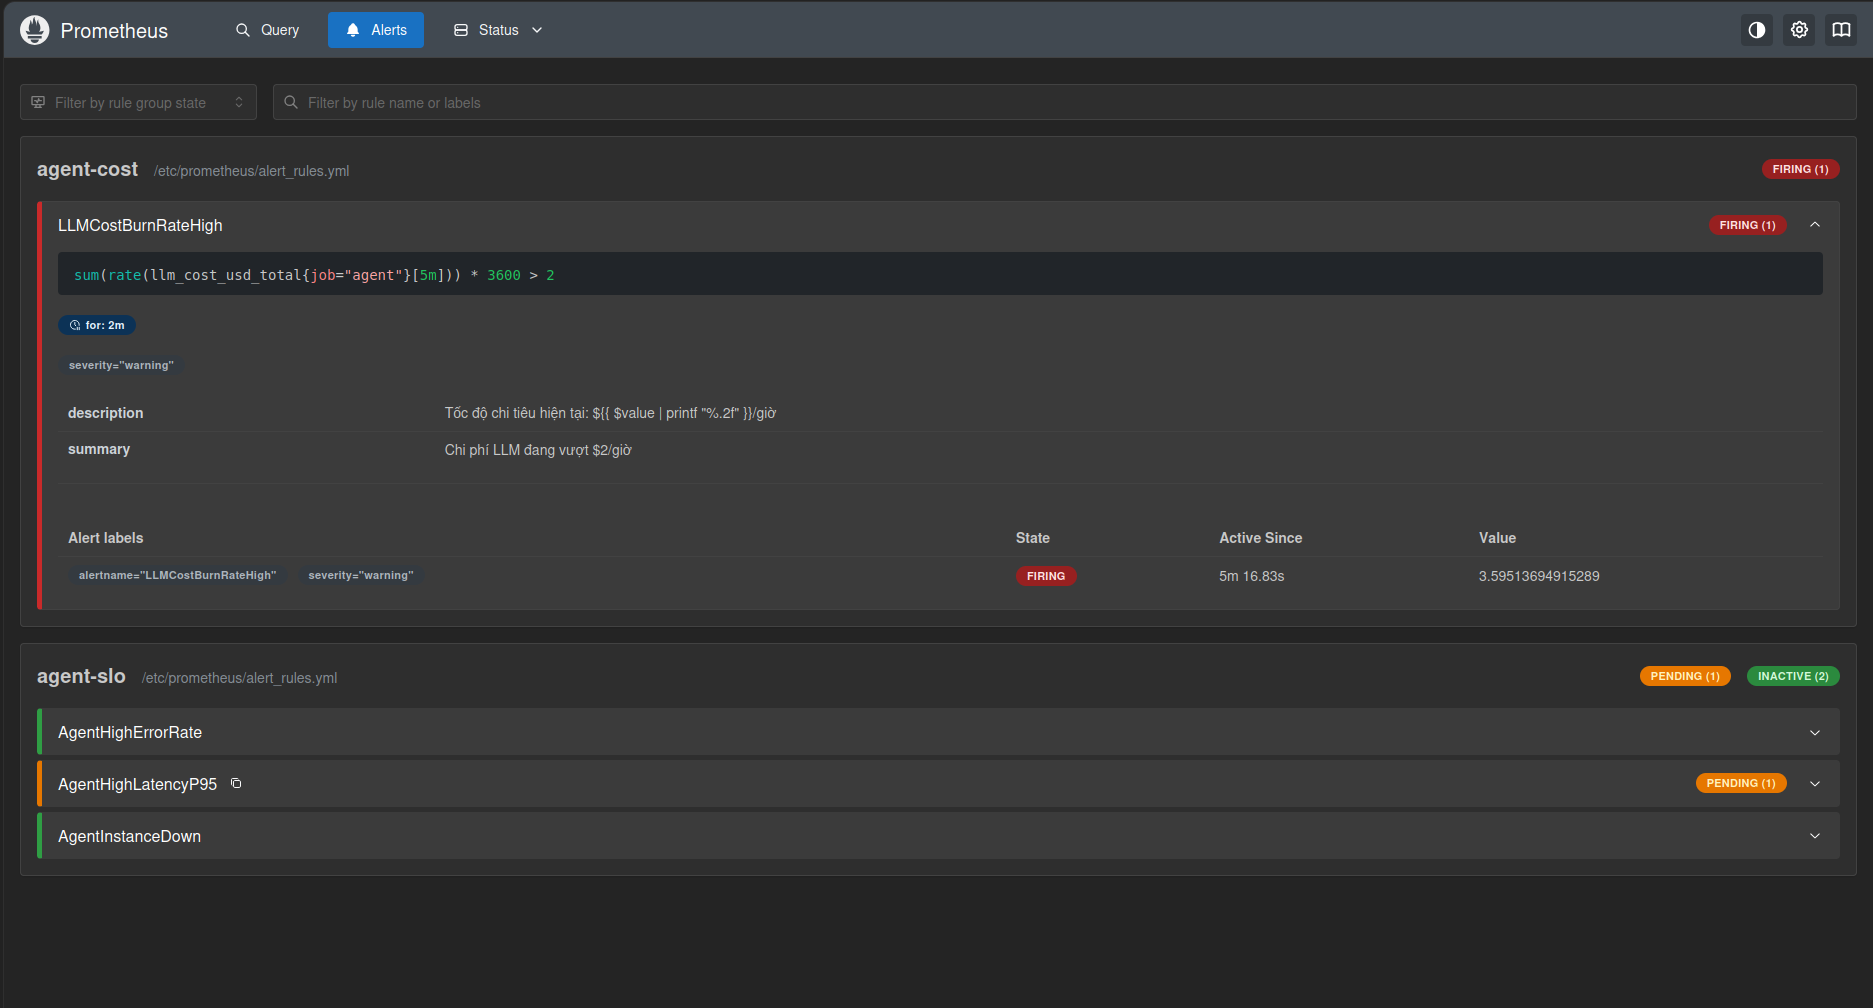 Prometheus
Query
Alerts
Status
Filter by rule group state
Filter by rule name or labels
agent-cost /etc/prometheus/alert_rules.yml
FIRING (1)
LLMCostBurnRateHigh
FIRING (1)
sum(rate(llm_cost_usd_total{job="agent"}[5m])) * 3600 > 2
for: 2m
severity="warning"
description Tốc độ chi tiêu hiện tại: ${{ $value | printf "%.2f" }}/giờ
summary Chi phí LLM đang vượt $2/giờ
Alert labels State Active Since Value
alertname="LLMCostBurnRateHigh" severity="warning" FIRING 5m 16.83s 3.59513694915289
agent-slo /etc/prometheus/alert_rules.yml
PENDING (1) INACTIVE (2)
AgentHighErrorRate
AgentHighLatencyP95
PENDING (1)
AgentInstanceDown